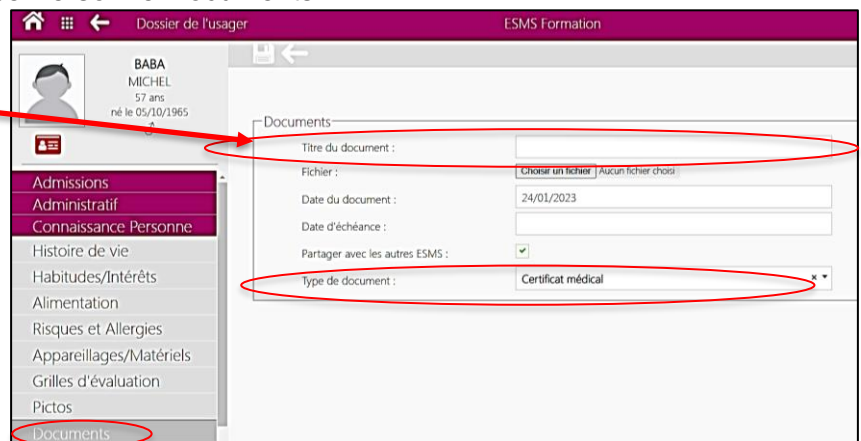 Dossier de l'usager
ESMS Formation
BABA
MICHEL
57 ans
né le 05/10/1965
Admissions
Administratif
Connaissance Personne
Histoire de vie
Habitudes/Intérêts
Alimentation
Risques et Allergies
Appareillages/Matériels
Grilles d'évaluation
Pictos
Documents
Documents
Titre du document :
Fichier : Choisir un fichier Aucun fichier choisi
Date du document : 24/01/2023
Date d'échéance :
Partager avec les autres ESMS :
Type de document : Certificat médical